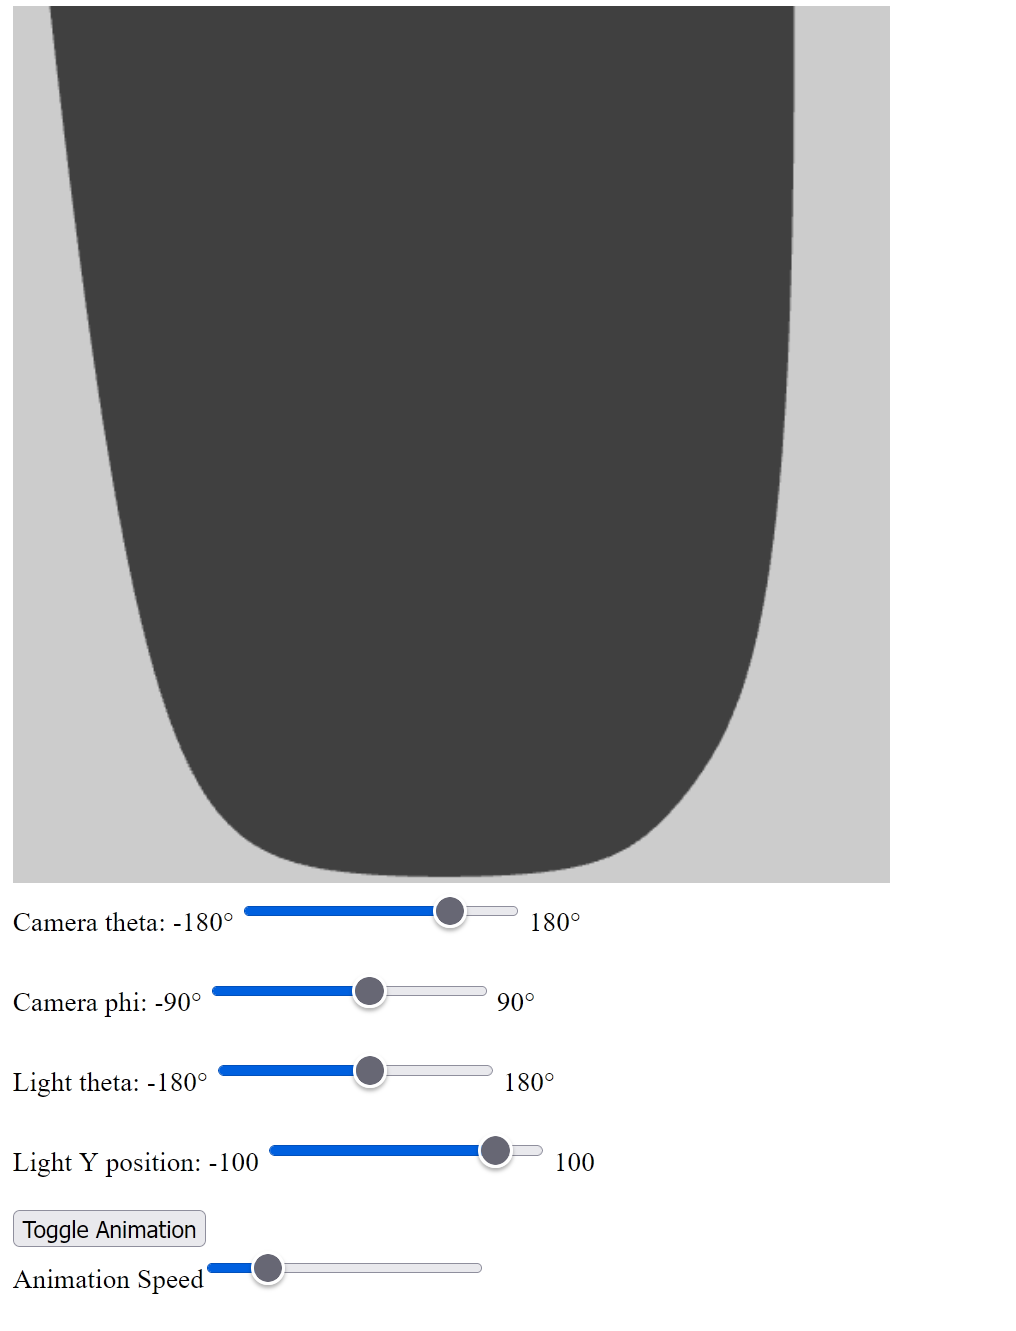 Camera theta: -180° 180°
Camera phi: -90° 90°
Light theta: -180° 180°
Light Y position: -100 100
Toggle Animation
Animation Speed